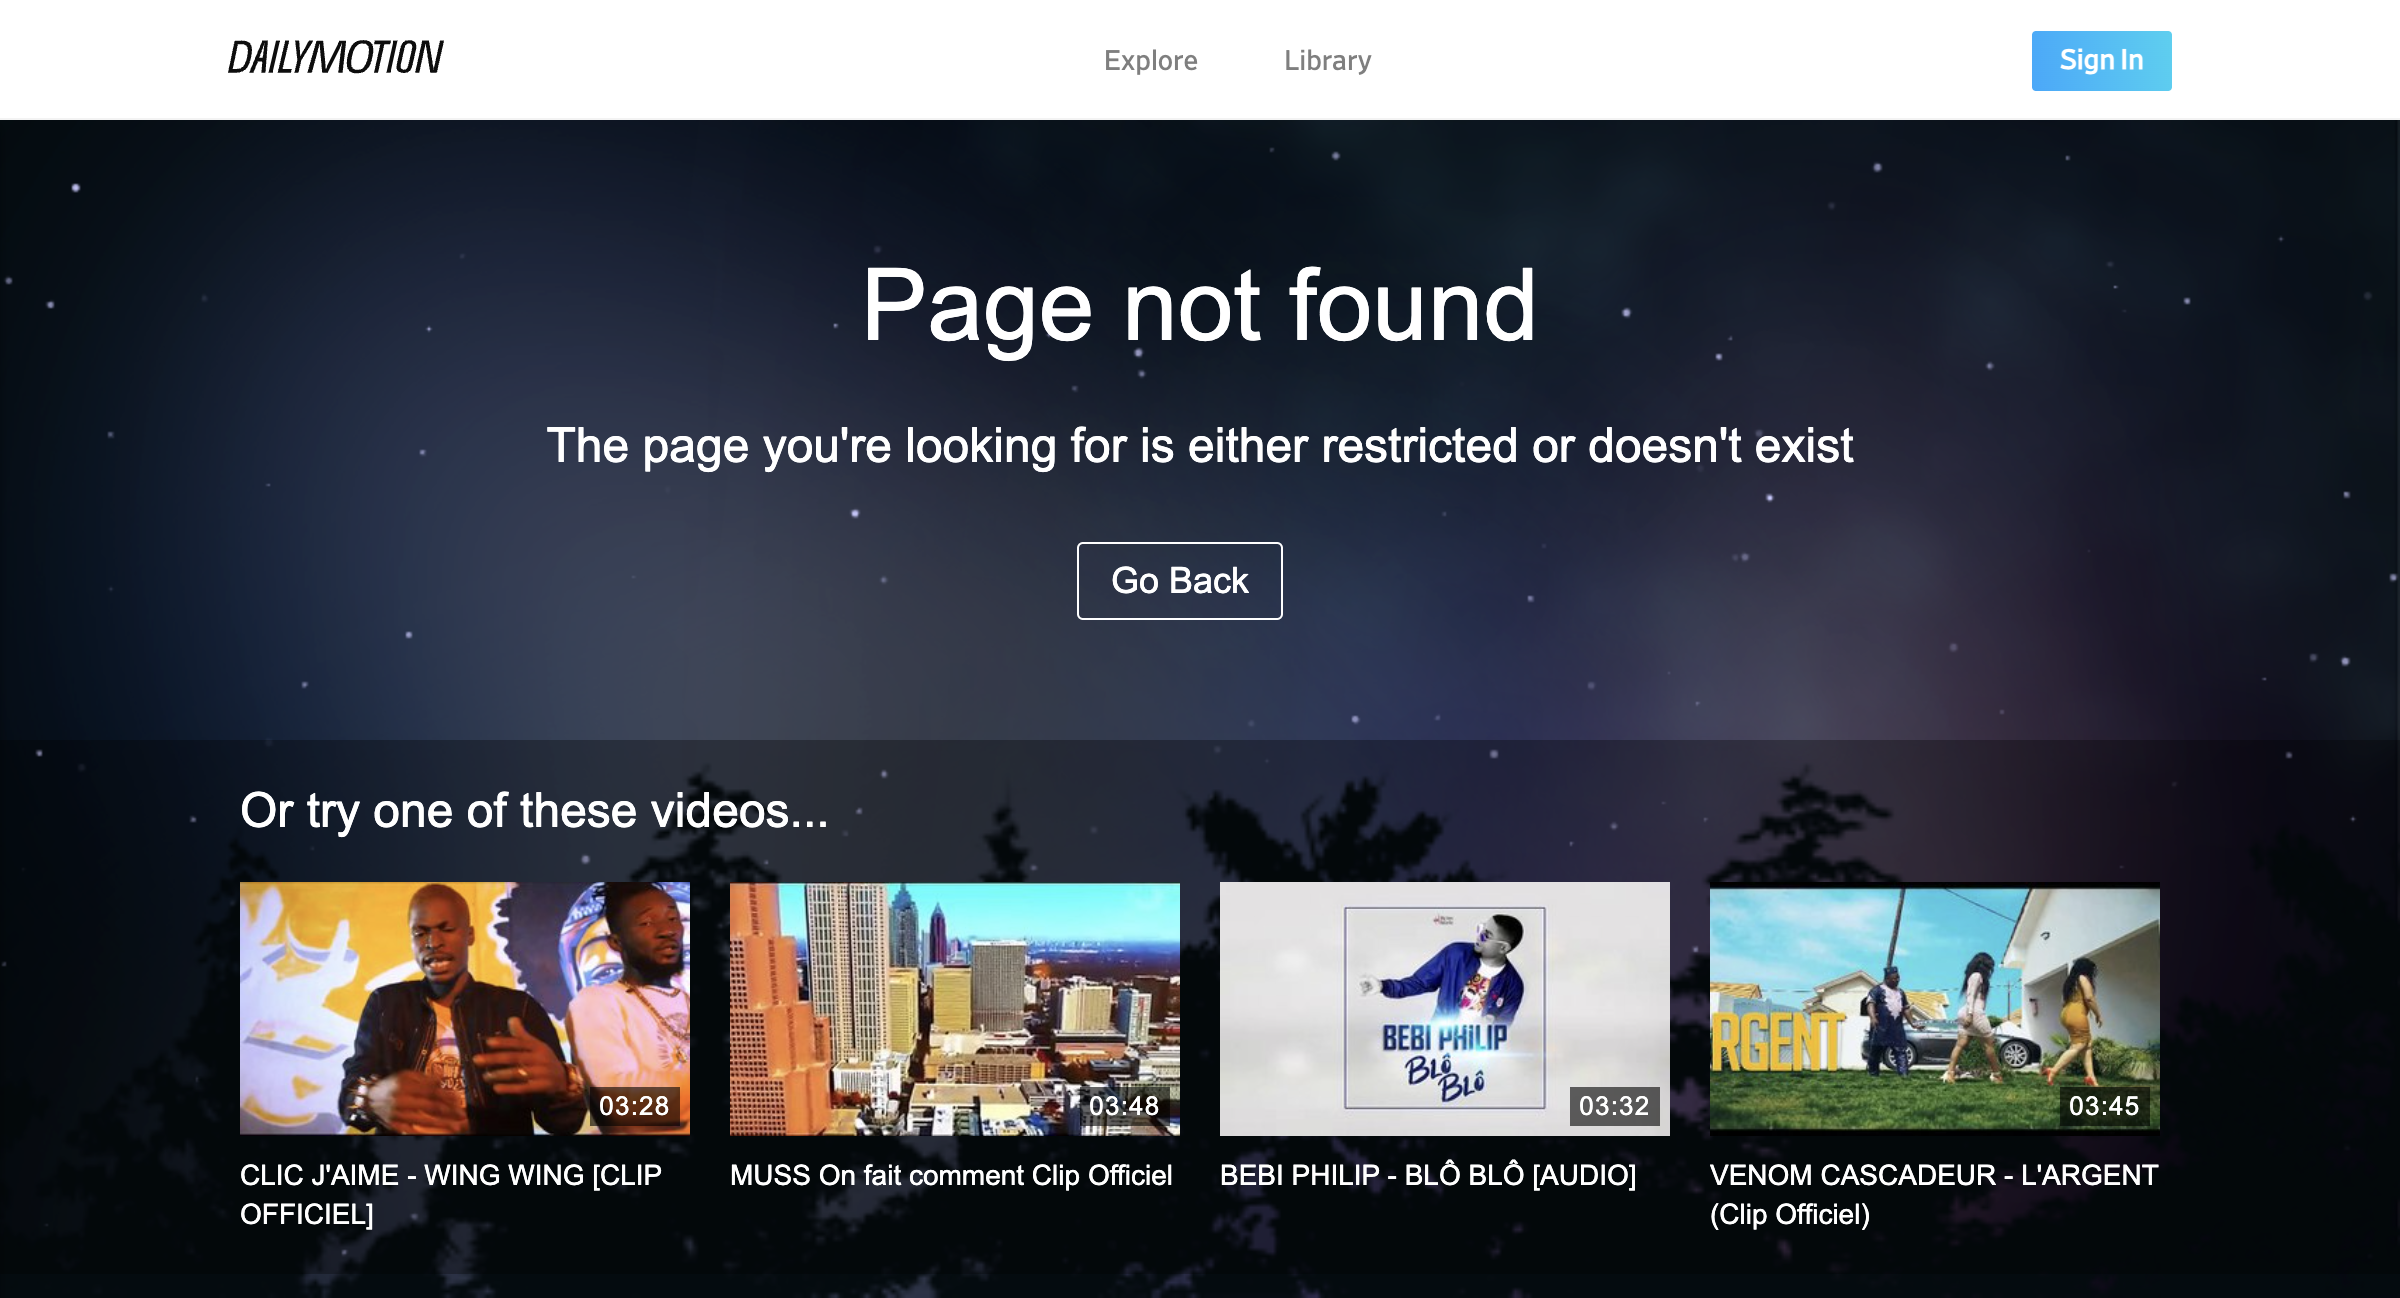 DAILYMOTION
Explore
Library
Sign In
Page not found
The page you're looking for is either restricted or doesn't exist
Go Back
Or try one of these videos...
03:28
03:48
BEBI PHILIP
BLÔ
BLÔ
03:32
RGENT
03:45
CLIC J'AIME - WING WING [CLIP
OFFICIEL]
MUSS On fait comment Clip Officiel
BEBI PHILIP - BLÔ BLÔ [AUDIO]
VENOM CASCADEUR - L'ARGENT
(Clip Officiel)